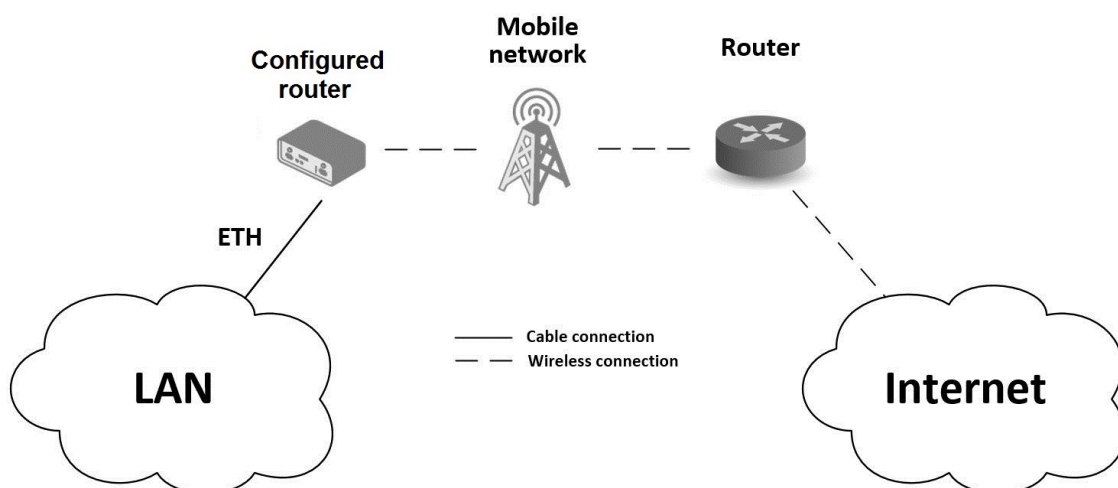 Configured
router
Mobile
network
Router
ETH
Cable connection
Wireless connection
LAN
Internet